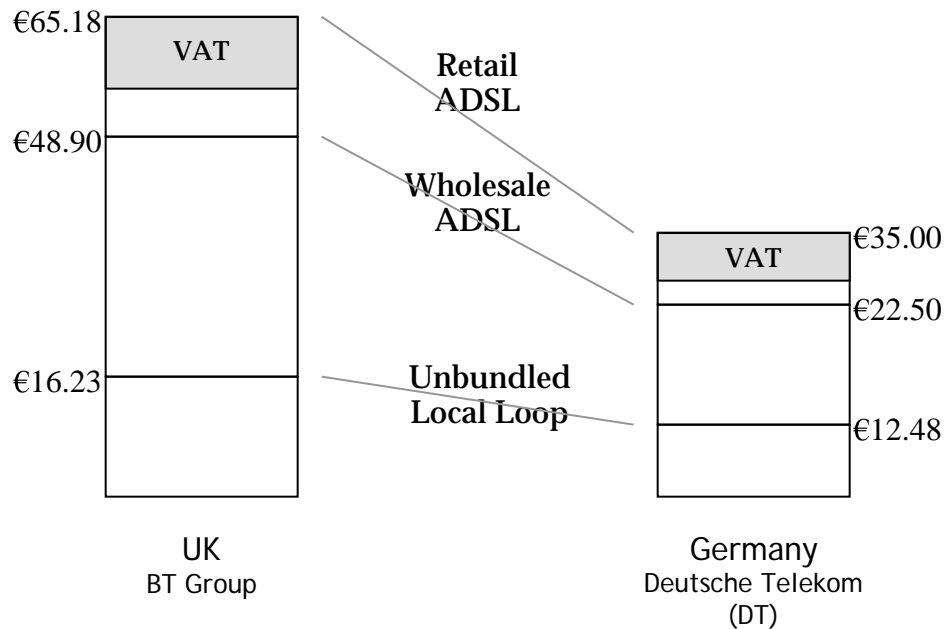 €65.18
VAT
€48.90
€16.23
Retail
ADSL
Wholesale
ADSL
Unbundled
Local Loop
VAT
€35.00
€22.50
€12.48
UK
BT Group
Germany
Deutsche Telekom
(DT)